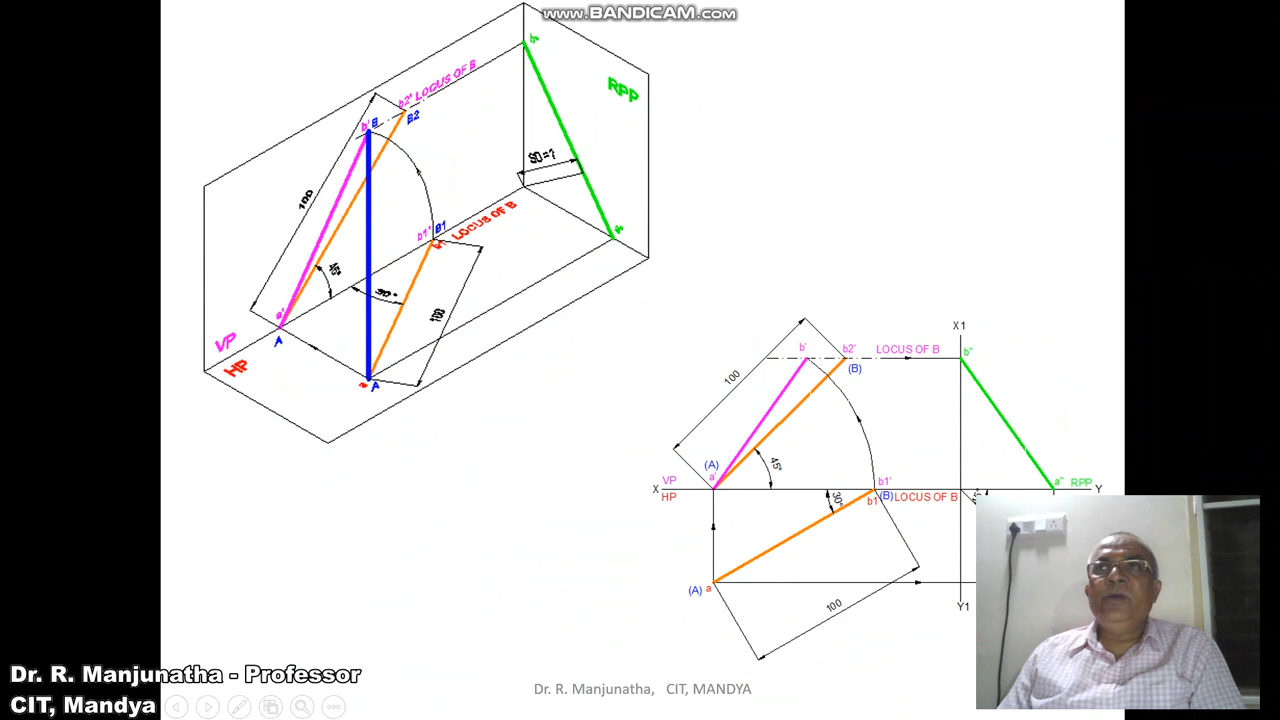 www.BANDICAM.com
b"
RPP
b2' LOCUS OF B
b' B
B2
SD=?
100
b1' B1
b1 LOCUS OF B
a"
45°
30°
100
a'
A
VP
HP
a A
X1
b'
b2'
LOCUS OF B
b"
(B)
100
(A)
a'
45°
VP
X
HP
b1'
b1 (B) LOCUS OF B
30°
a" RPP
Y
(A) a
100
Y1
Dr. R. Manjunatha - Professor
CIT, Mandya
Dr. R. Manjunatha, CIT, MANDYA